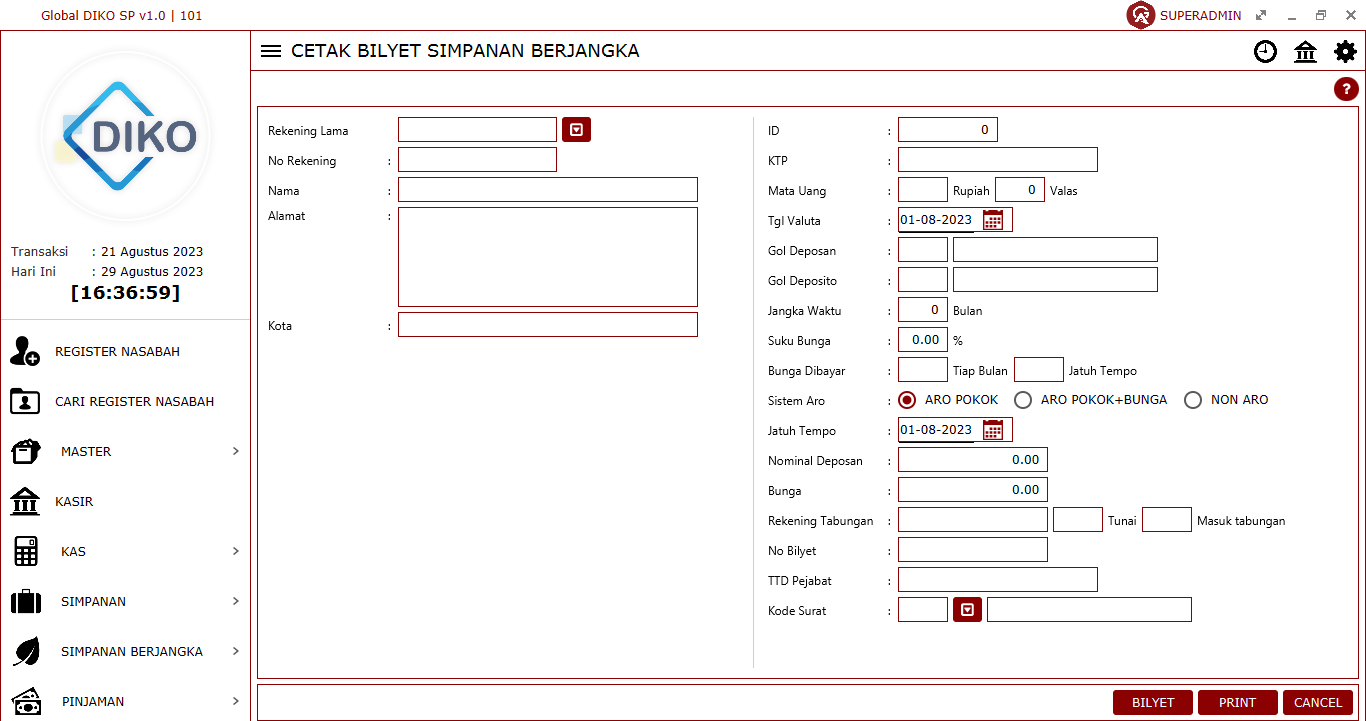 Global DIKO SP v1.0 | 101
SUPERADMIN
DIKO
Transaksi : 21 Agustus 2023
Hari Ini : 29 Agustus 2023
[16:36:59]
REGISTER NASABAH
CARI REGISTER NASABAH
MASTER
KASIR
KAS
SIMPANAN
SIMPANAN BERJANGKA
PINJAMAN
CETAK BILYET SIMPANAN BERJANGKA
?
Rekening Lama
No Rekening :
Nama :
Alamat :
Kota :
ID : 0
KTP :
Mata Uang : Rupiah 0 Valas
Tgl Valuta : 01-08-2023
Gol Deposan :
Gol Deposito :
Jangka Waktu : 0 Bulan
Suku Bunga : 0.00 %
Bunga Dibayar : Tiap Bulan Jatuh Tempo
Sistem Aro : ARO POKOK ARO POKOK+BUNGA NON ARO
Jatuh Tempo : 01-08-2023
Nominal Deposan : 0.00
Bunga : 0.00
Rekening Tabungan : Tunai Masuk tabungan
No Bilyet :
TTD Pejabat :
Kode Surat :
BILYET PRINT CANCEL